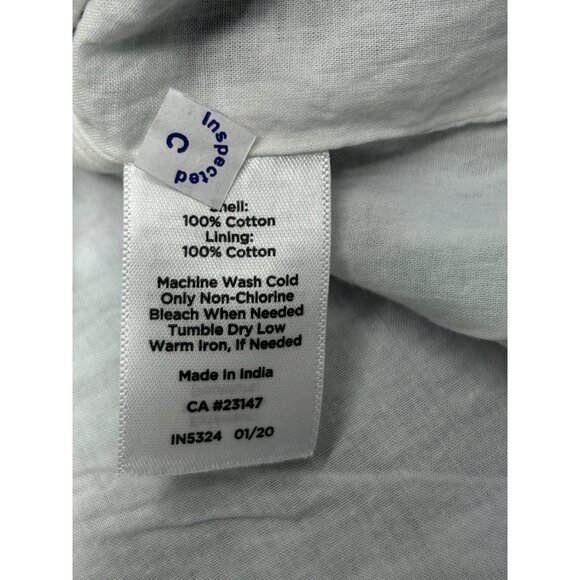 Inspected
C
Shell:
100% Cotton
Lining:
100% Cotton
Machine Wash Cold
Only Non-Chlorine
Bleach When Needed
Tumble Dry Low
Warm Iron, If Needed
Made In India
CA #23147
IN5324 01/20